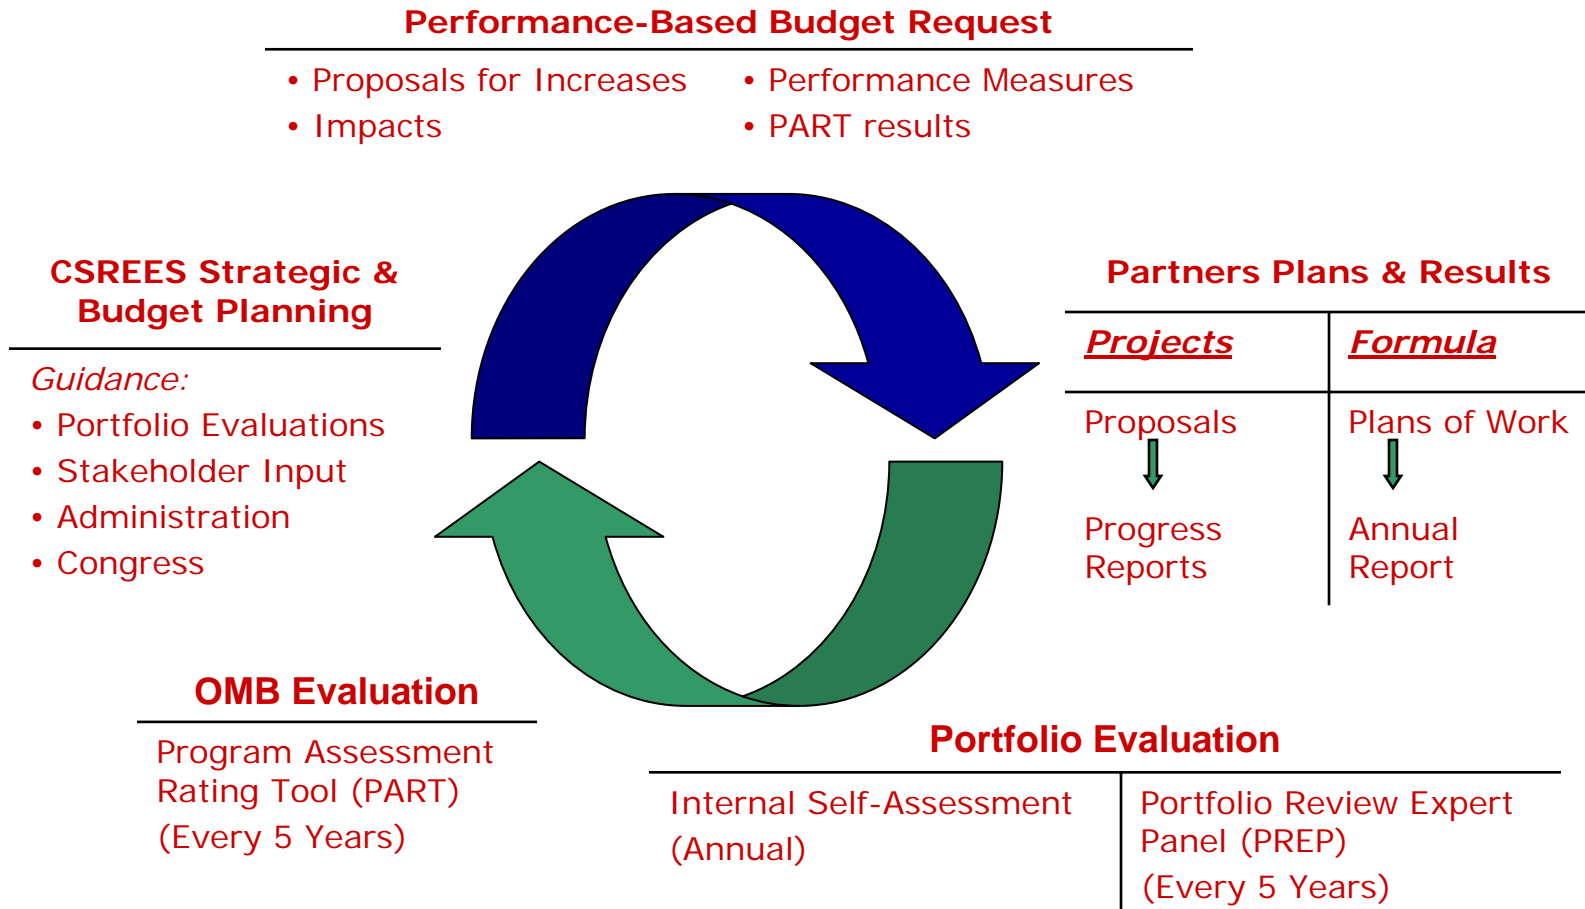 Performance-Based Budget Request
• Proposals for Increases
• Impacts
• Performance Measures
• PART results
CSREES Strategic &
Budget Planning
Guidance:
• Portfolio Evaluations
• Stakeholder Input
• Administration
• Congress
Partners Plans & Results
Projects
Proposals
Progress
Reports
Formula
Plans of Work
Annual
Report
OMB Evaluation
Program Assessment
Rating Tool (PART)
(Every 5 Years)
Portfolio Evaluation
Internal Self-Assessment
(Annual)
Portfolio Review Expert
Panel (PREP)
(Every 5 Years)